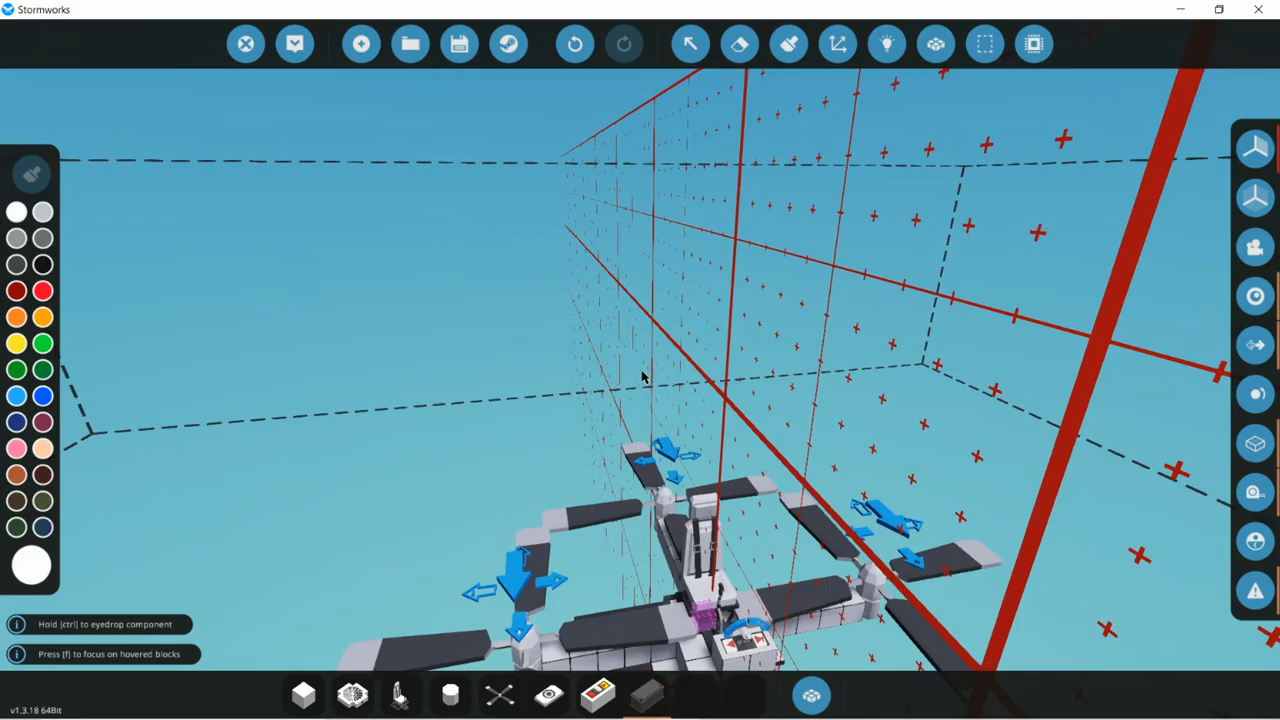 Stormworks
Hold [ctrl] to eyedrop component
Press [f] to focus on hovered blocks
v1.3.18 64Bit